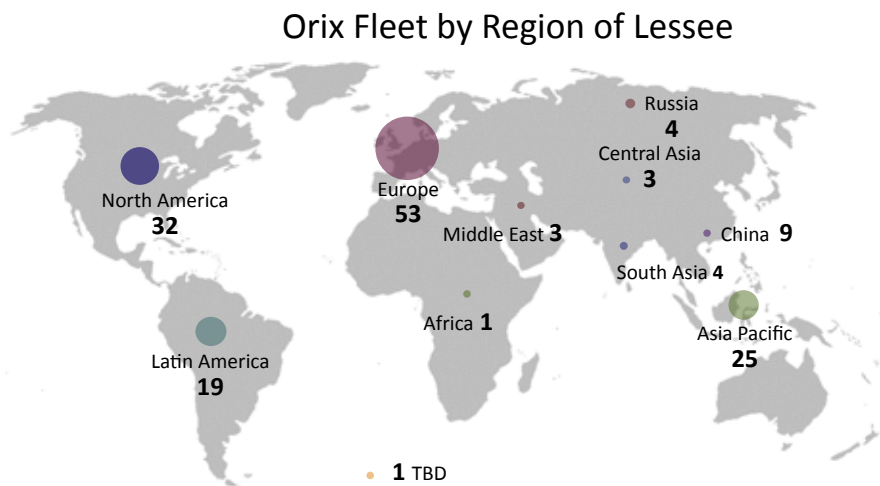 Orix Fleet by Region of Lessee
Russia
4
Central Asia
3
North America
32
Europe
53
Middle East 3
China 9
South Asia 4
Africa 1
Asia Pacific
25
Latin America
19
1 TBD